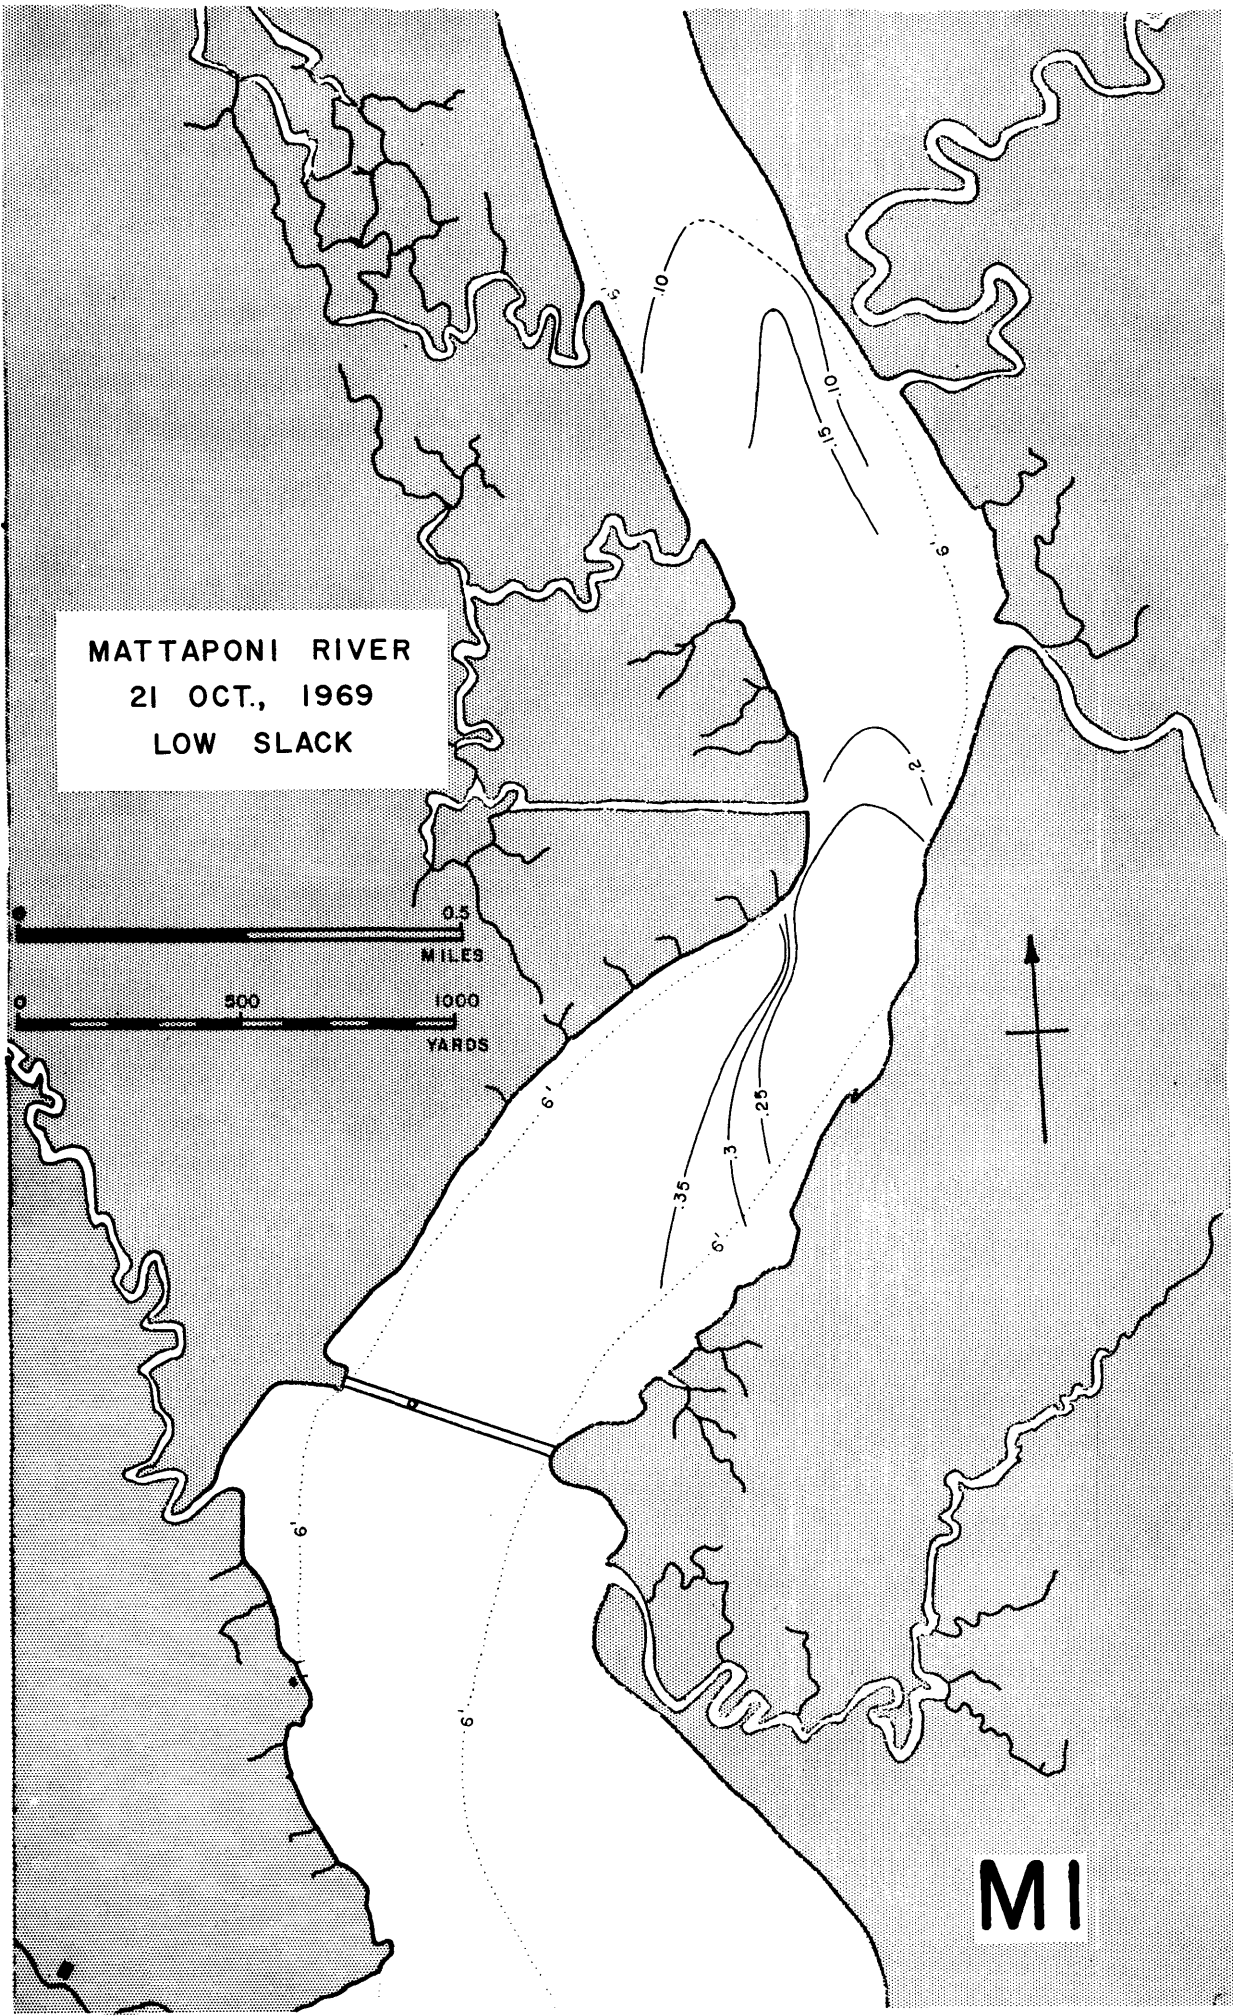 6'
.10
.10
.15
6'
MATTAPONI RIVER
21 OCT., 1969
LOW SLACK
.2
0.5
MILES
0 500 1000
YARDS
6'
.25
.3
.35
6'
6'
6'
M1